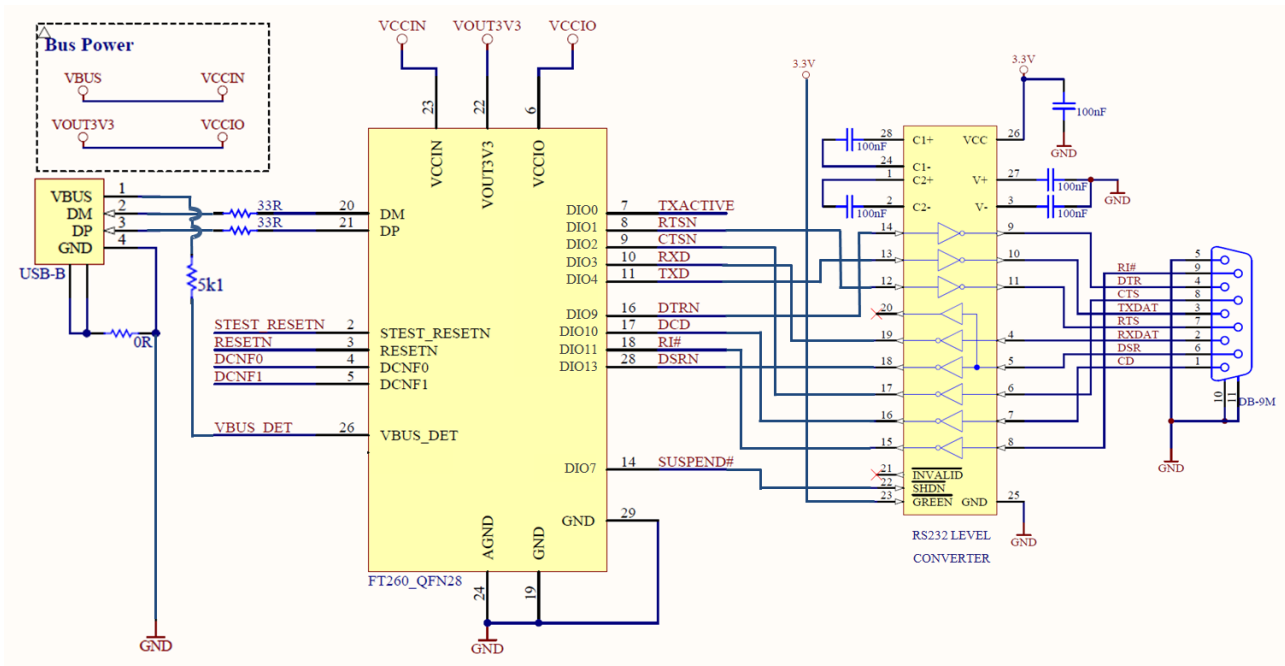 Bus Power
VBUS VCCIN
VOUT3V3 VCCIO
VCCIN VOUT3V3 VCCIO
23 22 6
VCCIN VOUT3V3 VCCIO
VBUS 1
DM 2
DP 3
GND 4
USB-B
33R
33R
5k1
0R
GND
20 DM
21 DP
STEST_RESETN 2 STEST_RESETN
RESETN 3 RESETN
DCNF0 4 DCNF0
DCNF1 5 DCNF1
VBUS_DET 26 VBUS_DET
DIO0 7 TXACTIVE
DIO1 8 RTSN
DIO2 9 CTSN
DIO3 10 RXD
DIO4 11 TXD
DIO9 16 DTRN
DIO10 17 DCD
DIO11 18 RI#
DIO13 28 DSRN
DIO7 14 SUSPEND#
GND 29
AGND GND
24 19
FT260_QFN28
GND
3.3V
3.3V
100nF
GND
100nF
28 C1+ VCC 26
24 C1-
1 C2+ V+ 27
100nF
GND
100nF
2 C2- V- 3
100nF
14 9
13 10
12 11
20
19 4
18 5
17 6
16 7
15 8
21 INVALID
22 SHDN
23 GREEN GND 25
GND
RS232 LEVEL
CONVERTER
5
RI# 9
DTR 4
CTS 8
TXDAT 3
RTS 7
RXDAT 2
DSR 6
CD 1
10 11
DB-9M
GND